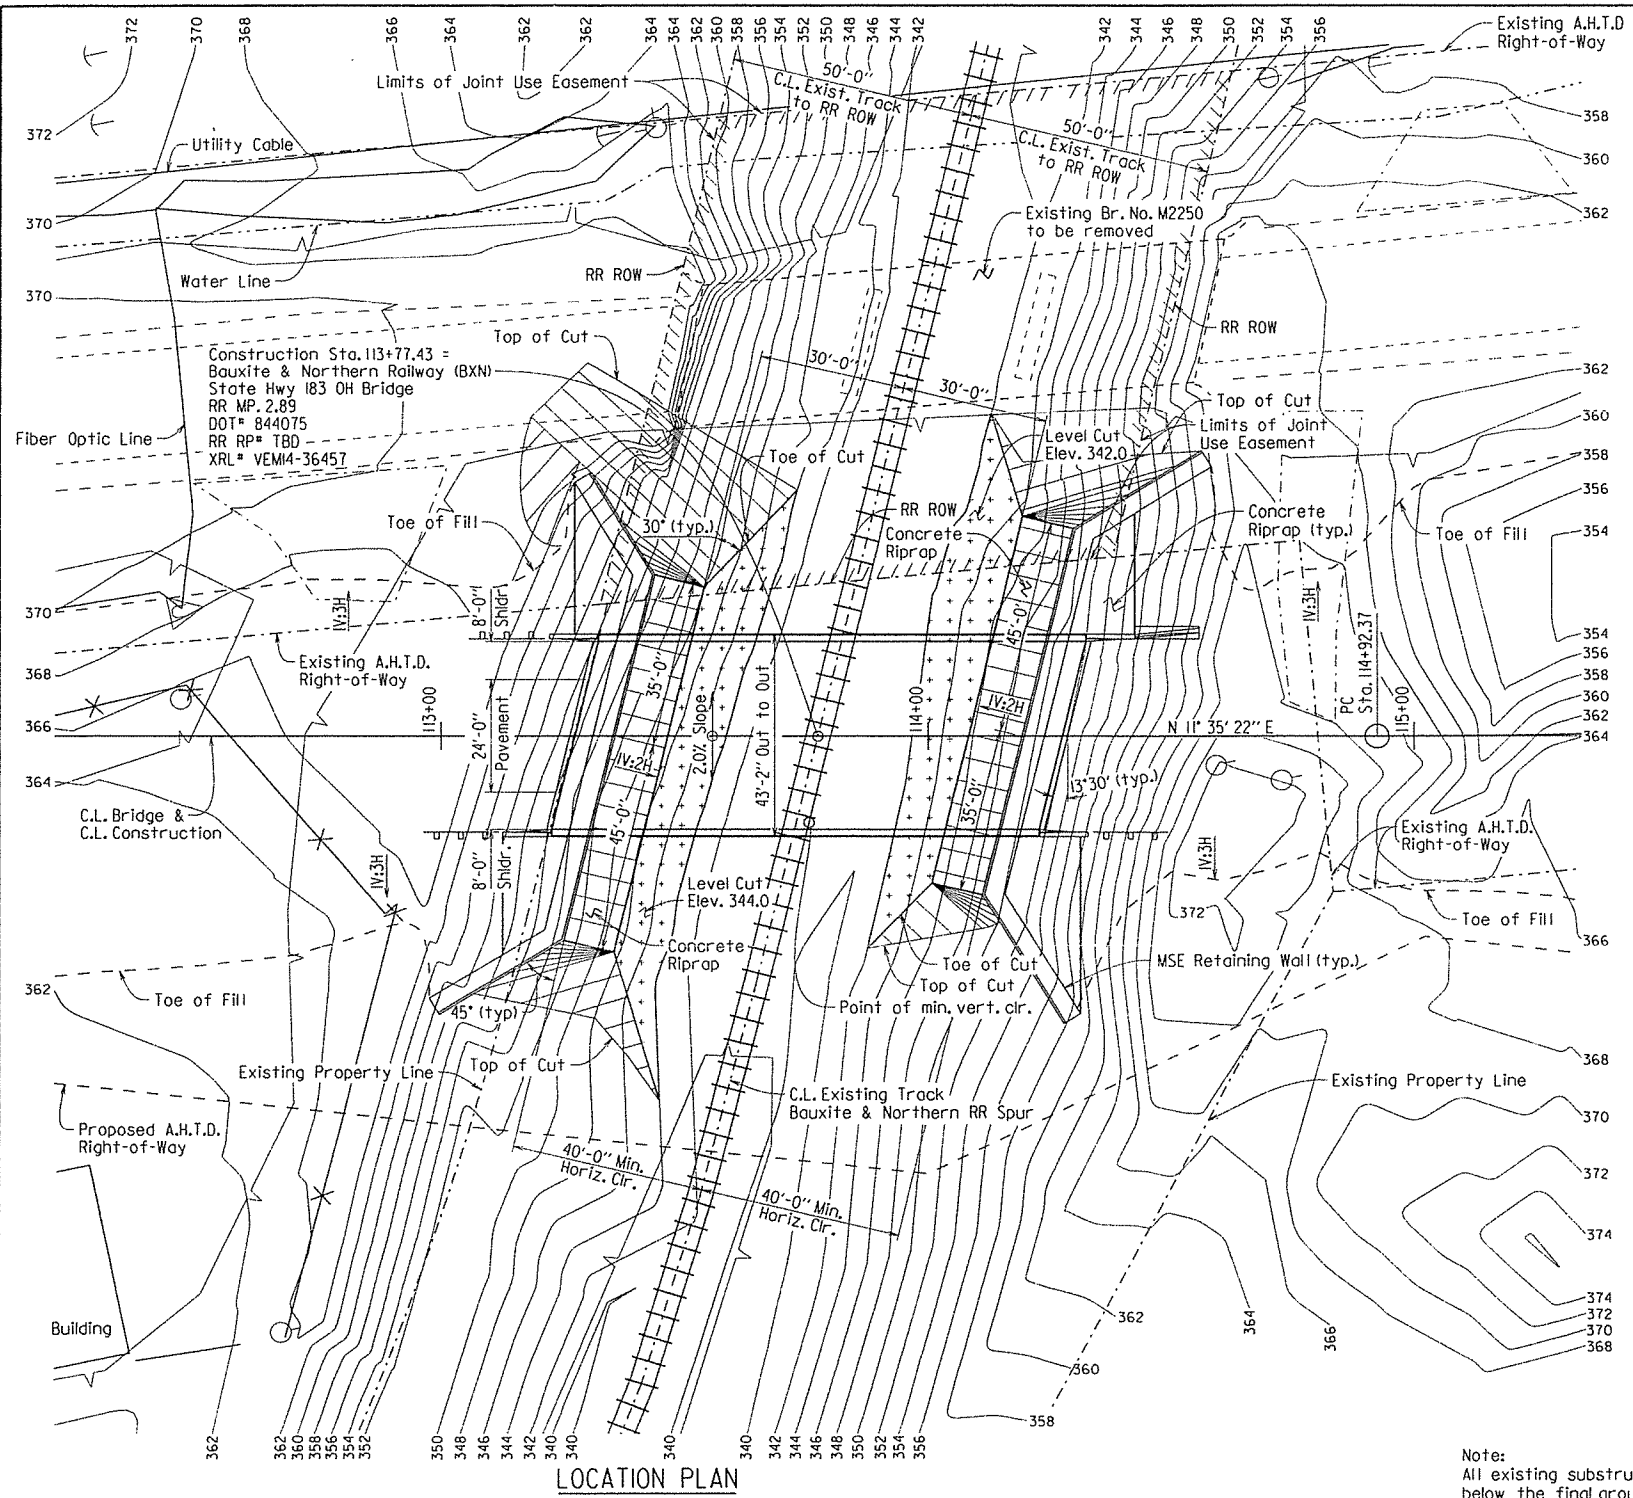 372
370
368
366
364
362
362
364
364
362
360
358
356
354
352
350
348
346
344
342
342
344
346
348
350
352
354
356
Existing A.H.T.D
Right-of-Way
Limits of Joint Use Easement
50'-0"
C.L. Exist. Track
to RR ROW
50'-0"
C.L. Exist. Track
to RR ROW
358
360
362
372
Utility Cable
370
Water Line
370
RR ROW
Existing Br. No. M2250
to be removed
RR ROW
Top of Cut
Construction Sta. 113+77.43 =
Bauxite & Northern Railway (BXN)
State Hwy 183 OH Bridge
RR MP. 2.89
DOT# 844075
RR RP# TBD
XRL# VEM14-36457
Fiber Optic Line
30'-0"
30'-0"
362
360
358
356
354
Top of Cut
Limits of Joint
Use Easement
Level Cut
Elev. 342.0
Toe of Cut
RR ROW
Concrete
Riprap
Concrete
Riprap (typ.)
Toe of Fill
Toe of Fill
30° (typ.)
370
368
366
364
1V:3H
8'-0"
Shldr.
Existing A.H.T.D.
Right-of-Way
35'-0"
45'-0"
1V:3H
354
356
358
360
362
364
113+00
24'-0"
Pavement
2.0% Slope
43'-2" Out to Out
114+00
1V:2H
N 11° 35' 22" E
PC
Sta. 114+92.37
115+00
1V:2H
45'-0"
35'-0"
13°30' (typ.)
C.L. Bridge &
C.L. Construction
1V:3H
8'-0"
Shldr.
Level Cut
Elev. 344.0
1V:3H
Existing A.H.T.D.
Right-of-Way
372
Toe of Fill
366
Concrete
Riprap
Toe of Cut
Top of Cut
Point of min. vert. clr.
MSE Retaining Wall (typ.)
362
Toe of Fill
45° (typ)
Top of Cut
Existing Property Line
C.L. Existing Track
Bauxite & Northern RR Spur
368
Existing Property Line
370
372
374
374
372
370
368
Proposed A.H.T.D.
Right-of-Way
40'-0" Min.
Horiz. Clr.
40'-0" Min.
Horiz. Clr.
Building
362
364
366
360
358
362
362
360
358
356
354
352
350
348
346
344
342
340
340
340
340
342
344
346
348
350
352
354
356
LOCATION PLAN
Note:
All existing substru
below the final grou